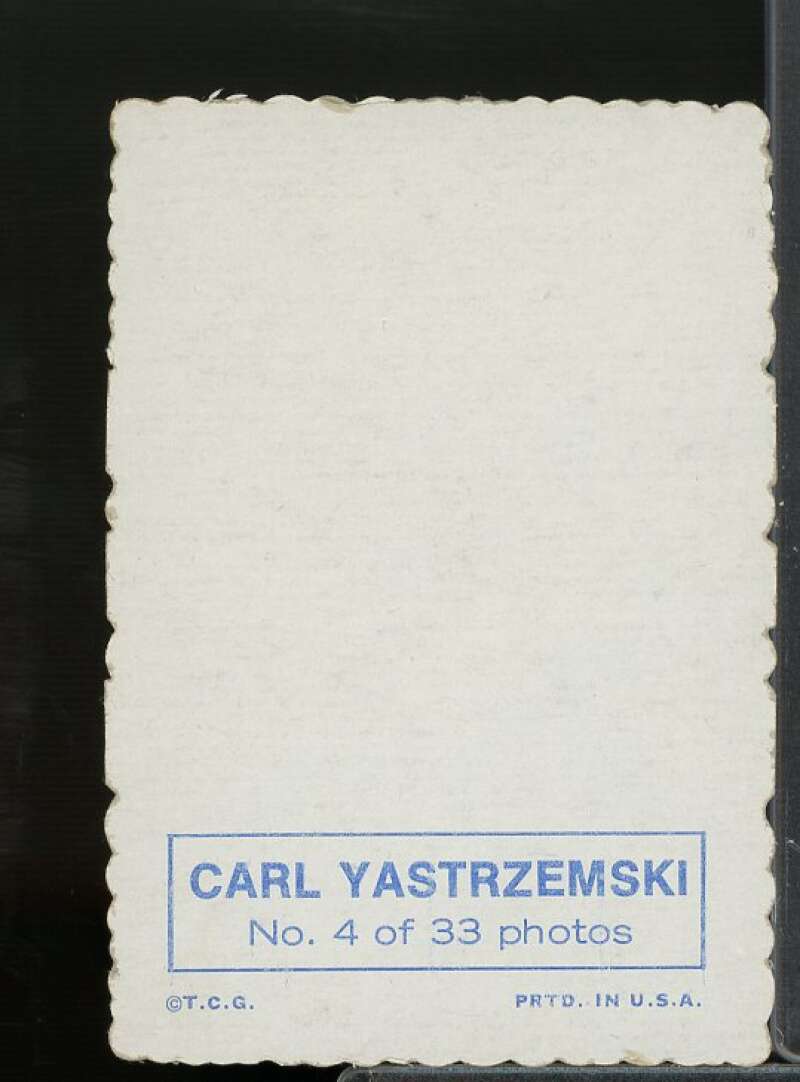 CARL YASTRZEMSKI
No. 4 of 33 photos
©T.C.G. PRTD. IN U.S.A.